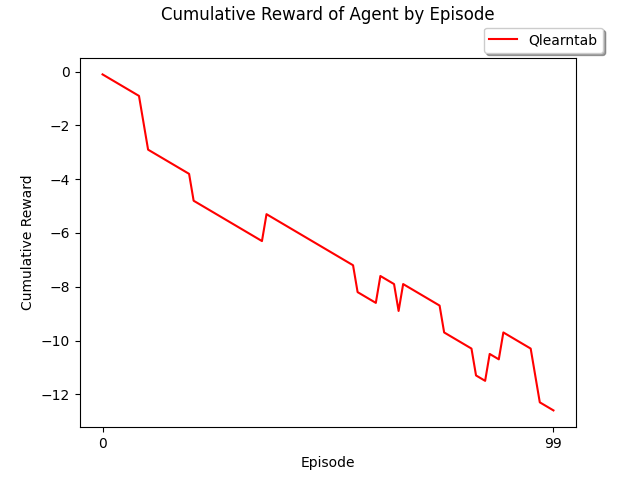 Cumulative Reward of Agent by Episode
Qlearntab
0
−2
−4
−6
−8
−10
−12
Cumulative Reward
0
99
Episode